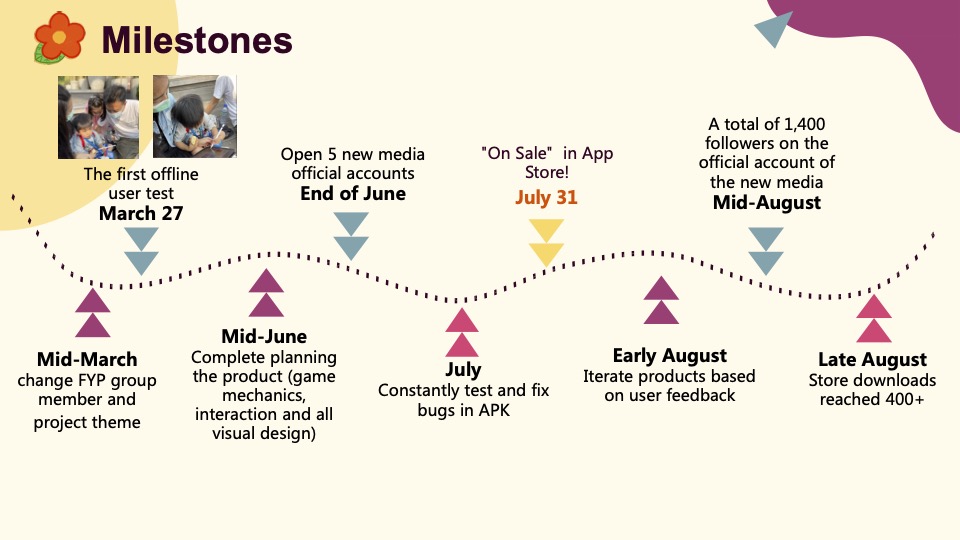 Milestones
The first offline
user test
March 27
Open 5 new media
official accounts
End of June
"On Sale"  in App
Store!
July 31
A total of 1,400
followers on the
official account of
the new media
Mid-August
Mid-March
change FYP group
member and
project theme
Mid-June
Complete planning
the product (game
mechanics,
interaction and all
visual design)
July
Constantly test and fix
bugs in APK
Early August
Iterate products based
on user feedback
Late August
Store downloads
reached 400+